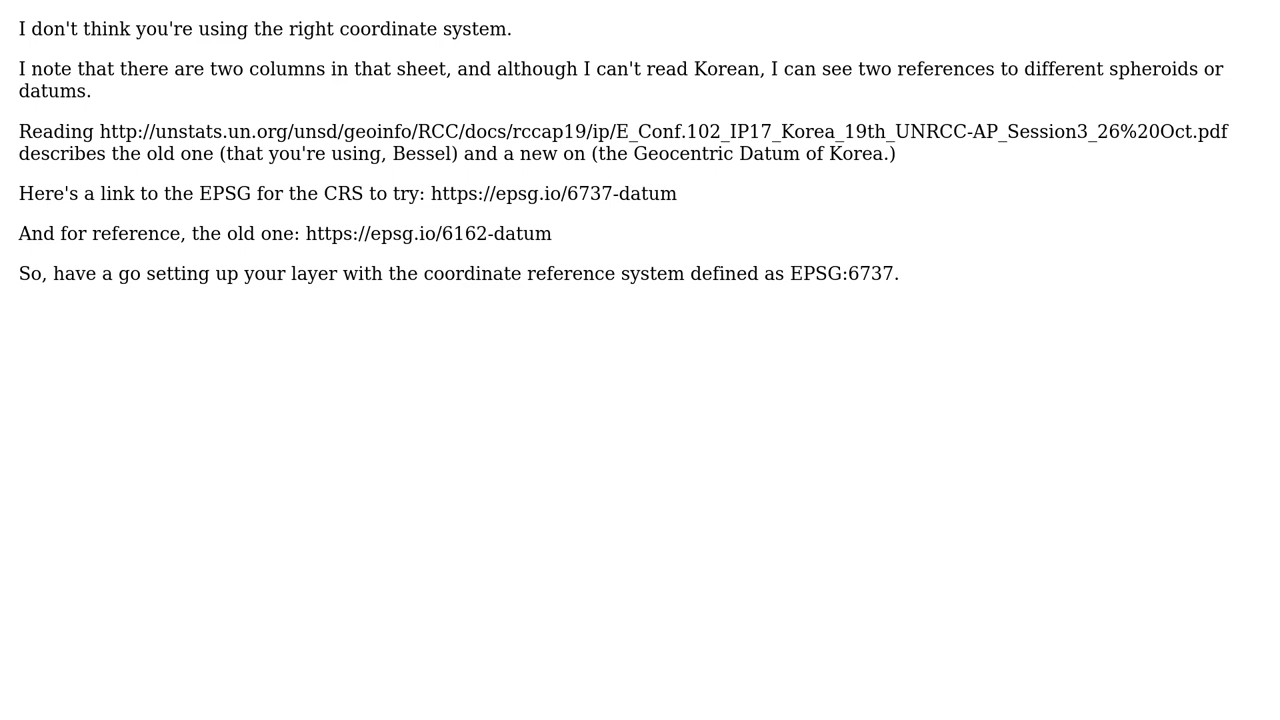 I don't think you're using the right coordinate system.
I note that there are two columns in that sheet, and although I can't read Korean, I can see two references to different spheroids or
datums.
Reading http://unstats.un.org/unsd/geoinfo/RCC/docs/rccap19/ip/E_Conf.102_IP17_Korea_19th_UNRCC-AP_Session3_26%20Oct.pdf
describes the old one (that you're using, Bessel) and a new on (the Geocentric Datum of Korea.)
Here's a link to the EPSG for the CRS to try: https://epsg.io/6737-datum
And for reference, the old one: https://epsg.io/6162-datum
So, have a go setting up your layer with the coordinate reference system defined as EPSG:6737.